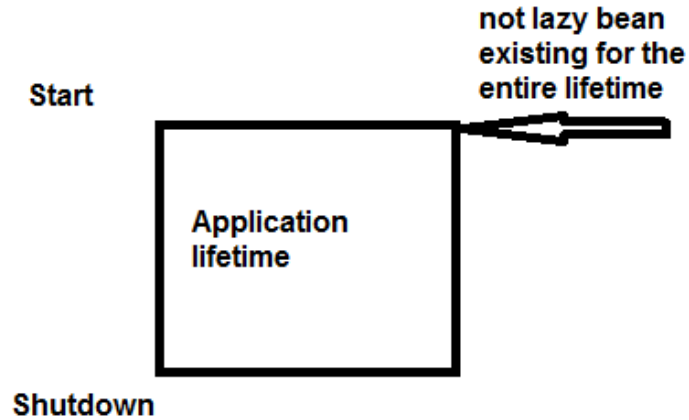 not lazy bean
existing for the
entire lifetime
Start
Application
lifetime
Shutdown